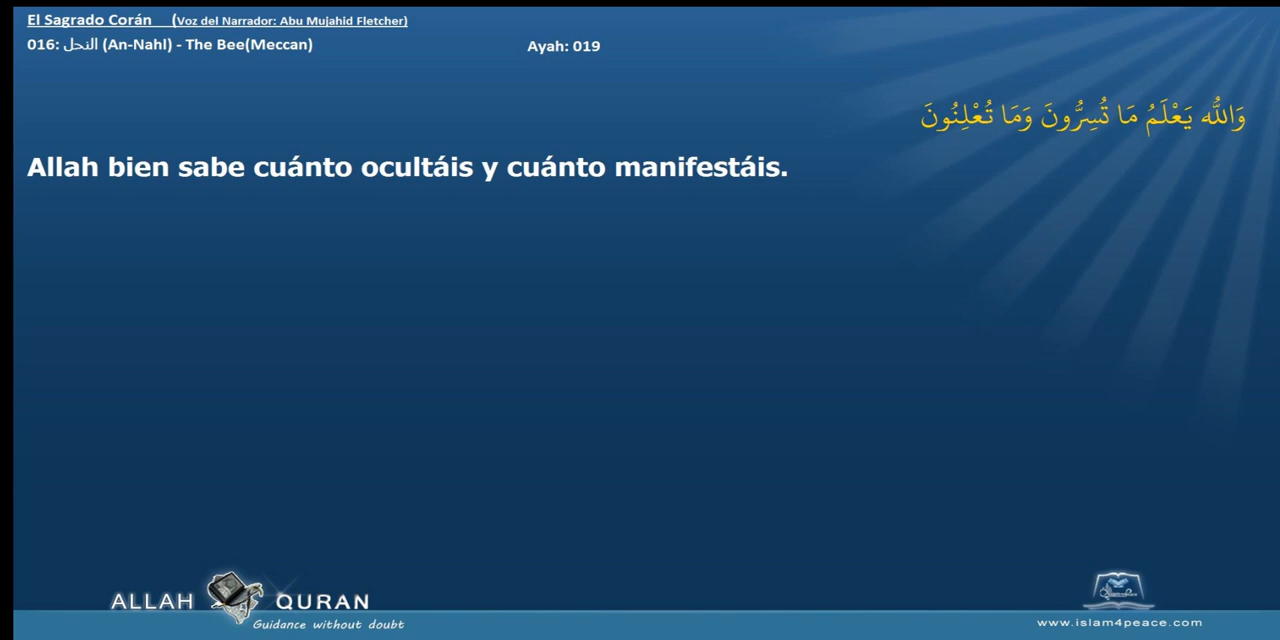 El Sagrado Corán (Voz del Narrador: Abu Mujahid Fletcher)
016: النحل (An-Nahl) - The Bee(Meccan) Ayah: 019
وَاللَّه يَعْلَمُ مَا تُسِرُّونَ وَمَا تُعْلِنُونَ
Allah bien sabe cuánto ocultáis y cuánto manifestáis.
ALLAH QURAN
Guidance without doubt
www.islam4peace.com